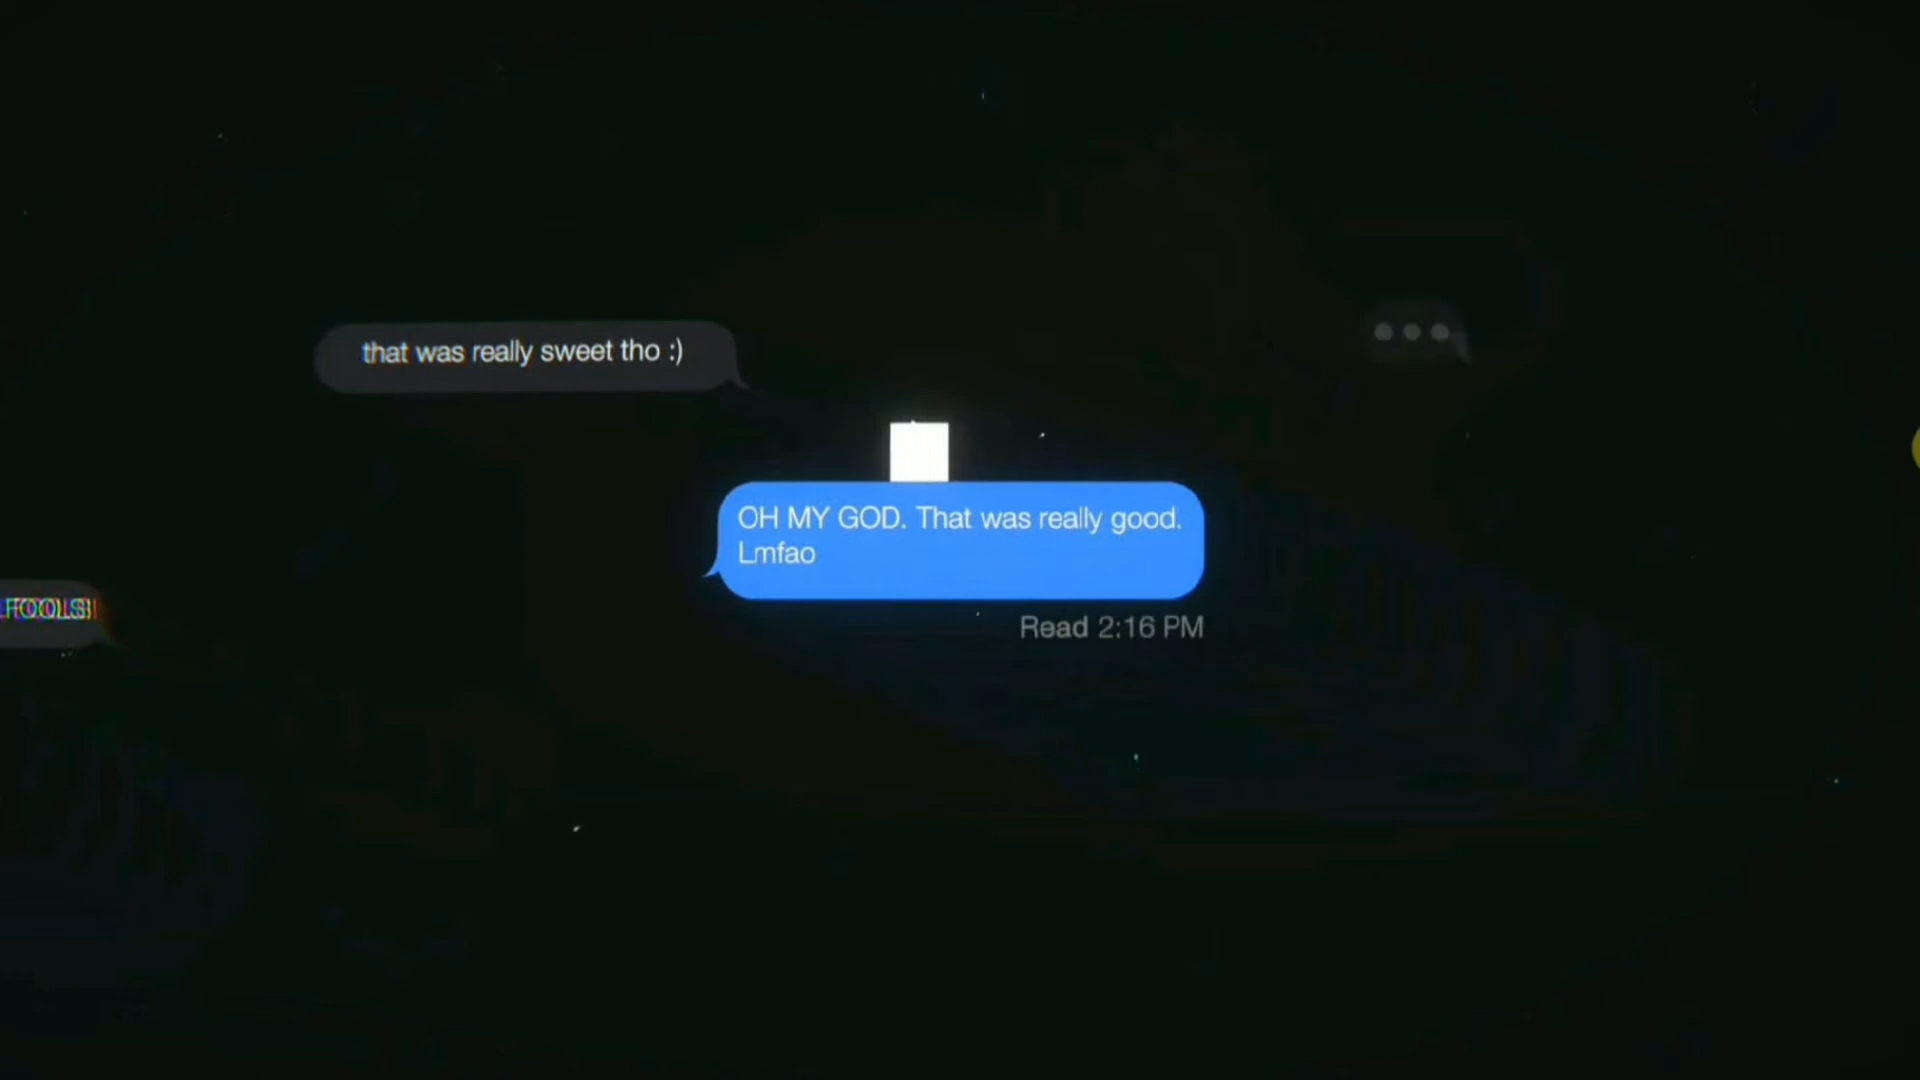 that was really sweet tho :)
OH MY GOD. That was really good.
Lmfao
FOOLS!!
Read 2:16 PM